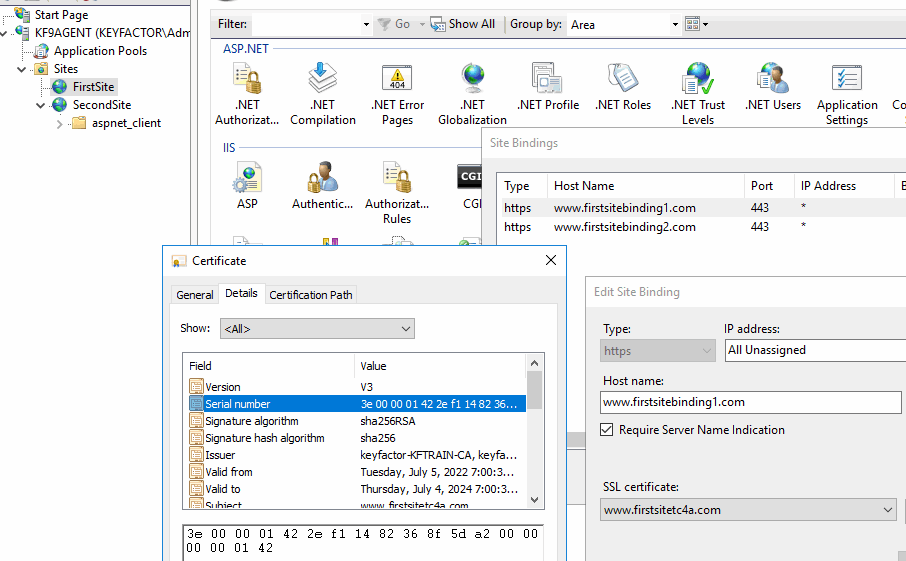 Start Page
KF9AGENT (KEYFACTOR\Adm
Application Pools
Sites
FirstSite
SecondSite
aspnet_client
Filter: Go Show All Group by: Area
ASP.NET
.NET Authorizat...
.NET Compilation
.NET Error Pages
404
.NET Globalization
.NET Profile
.NET Roles
.NET Trust Levels
.NET Users
Application Settings
IIS
ASP
Authentic...
Authorizat... Rules
CGI
Site Bindings
Type Host Name Port IP Address
https www.firstsitebinding1.com 443 *
https www.firstsitebinding2.com 443 *
Certificate
General Details Certification Path
Show: <All>
Field Value
Version V3
Serial number 3e 00 00 01 42 2e f1 14 82 36...
Signature algorithm sha256RSA
Signature hash algorithm sha256
Issuer keyfactor-KFTRAIN-CA, keyfa...
Valid from Tuesday, July 5, 2022 7:00:3...
Valid to Thursday, July 4, 2024 7:00:3...
Subject www.firstsitetc4a.com
3e 00 00 01 42 2e f1 14 82 36 8f 5d a2 00 00
00 00 01 42
Edit Site Binding
Type: IP address:
https All Unassigned
Host name:
www.firstsitebinding1.com
Require Server Name Indication
SSL certificate:
www.firstsitetc4a.com